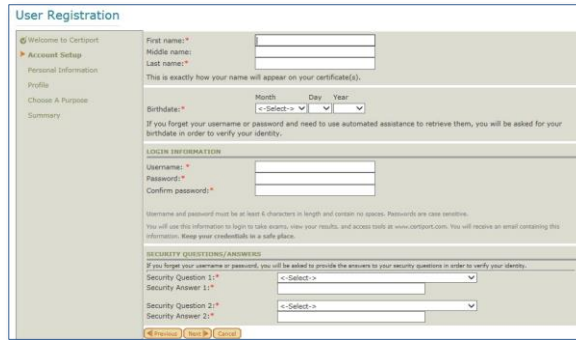 User Registration
Welcome to Certiport
Account Setup
Personal Information
Profile
Choose A Purpose
Summary
First name:*
Middle name:
Last name:*
This is exactly how your name will appear on your certificate(s).
Month Day Year
Birthdate:* <-Select->
If you forget your username or password and need to use automated assistance to retrieve them, you will be asked for your
birthdate in order to verify your identity.
LOGIN INFORMATION
Username: *
Password:*
Confirm password:*
Username and password must be at least 6 characters in length and contain no spaces. Passwords are case sensitive.
You will use this information to login to take exams, view your results, and access tools at www.certiport.com. You will receive an email containing this
information. Keep your credentials in a safe place.
SECURITY QUESTIONS/ANSWERS
If you forget your username or password, you will be asked to provide the answers to your security questions in order to verify your identity.
Security Question 1:* <-Select->
Security Answer 1:*
Security Question 2:* <-Select->
Security Answer 2:*
Previous Next Cancel